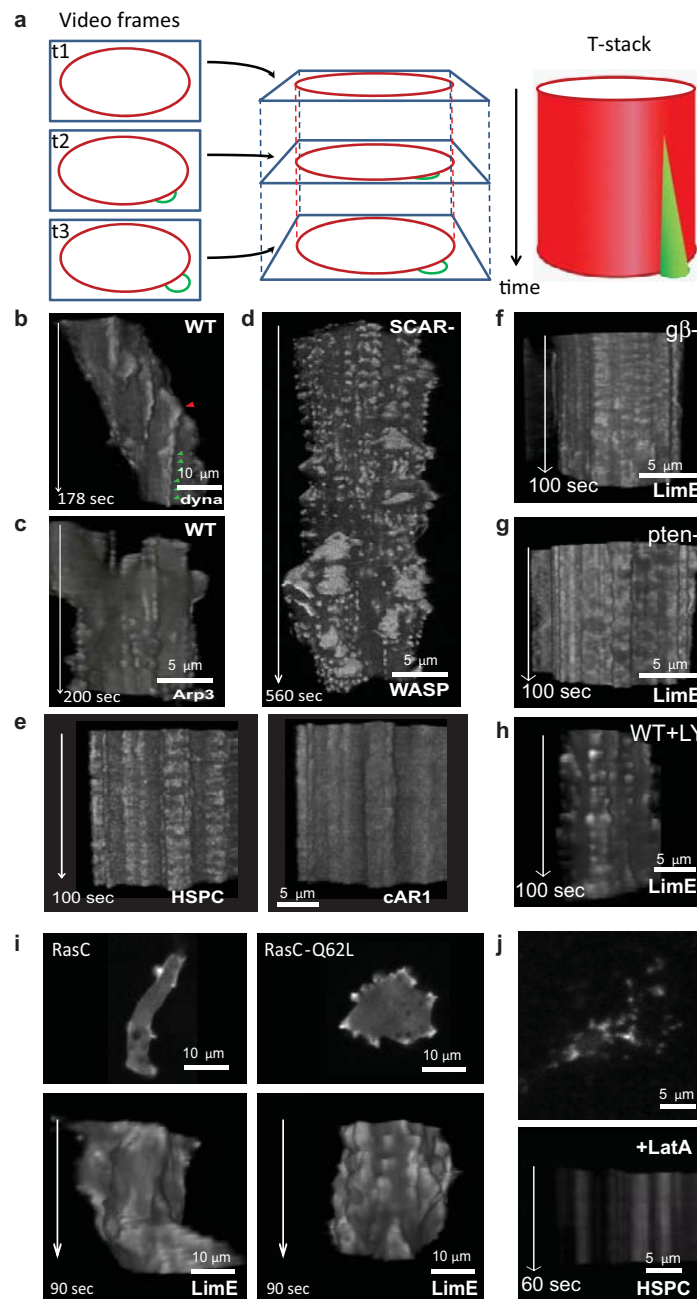 a
Video frames
T-stack
t1
t2
t3
time
b
WT
10 μm
178 sec
dyna
c
WT
5 μm
200 sec
Arp3
d
SCAR-
5 μm
560 sec
WASP
e
100 sec
HSPC
5 μm
cAR1
f
gβ-
5 μm
100 sec
LimE
g
pten-
5 μm
100 sec
LimE
h
WT+LY
5 μm
100 sec
LimE
i
RasC
10 μm
RasC-Q62L
10 μm
10 μm
90 sec
LimE
10 μm
90 sec
LimE
j
5 μm
+LatA
5 μm
60 sec
HSPC